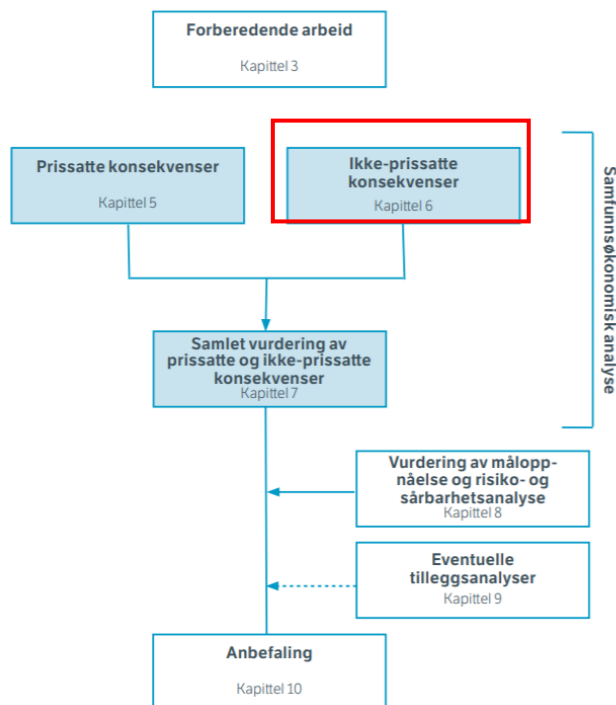 Forberedende arbeid
Kapittel 3
Prissatte konsekvenser
Kapittel 5
Ikke-prissatte
konsekvenser
Kapittel 6
Samfunnsøkonomisk analyse
Samlet vurdering av
prissatte og ikke-prissatte
konsekvenser
Kapittel 7
Vurdering av målopp-
nåelse og risiko- og
sårbarhetsanalyse
Kapittel 8
Eventuelle
tilleggsanalyser
Kapittel 9
Anbefaling
Kapittel 10